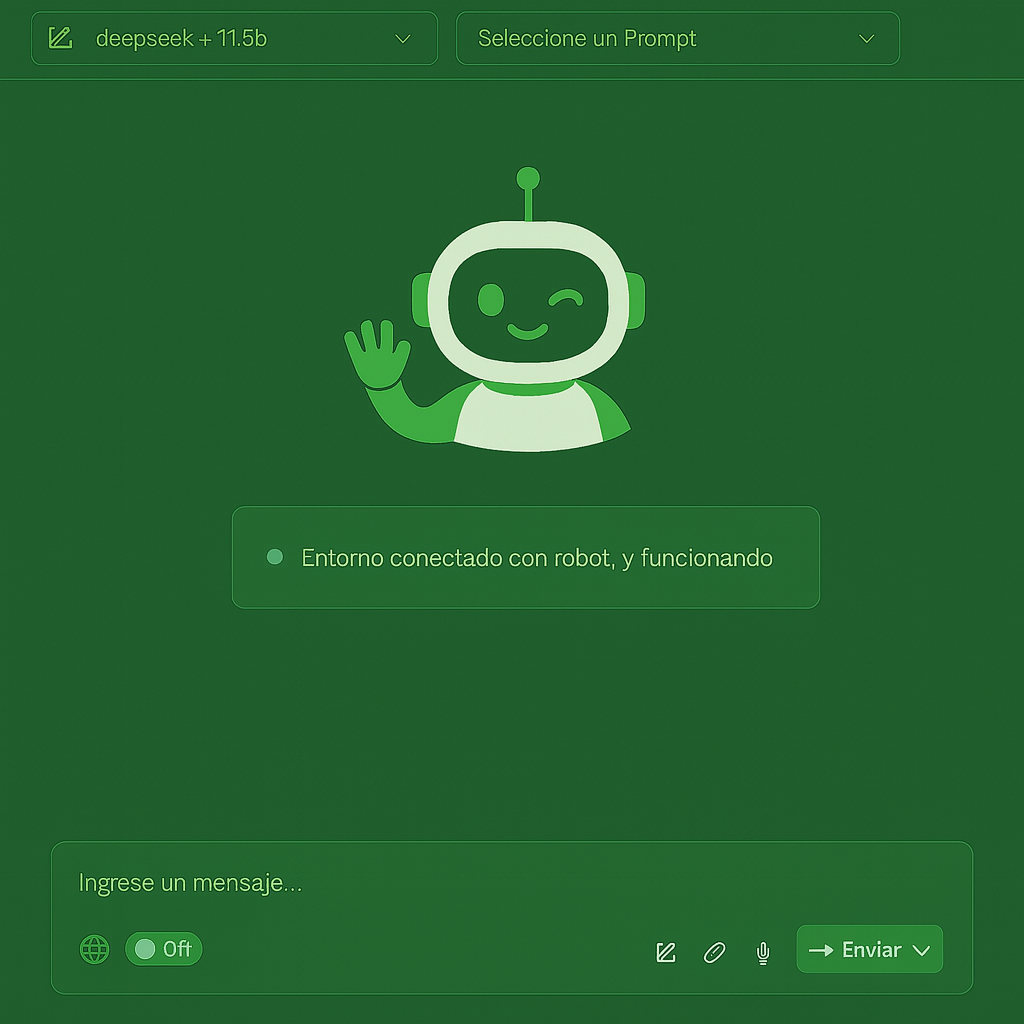 deepseek + 11.5b
Seleccione un Prompt
Entorno conectado con robot, y funcionando
Ingrese un mensaje...
Off
Enviar